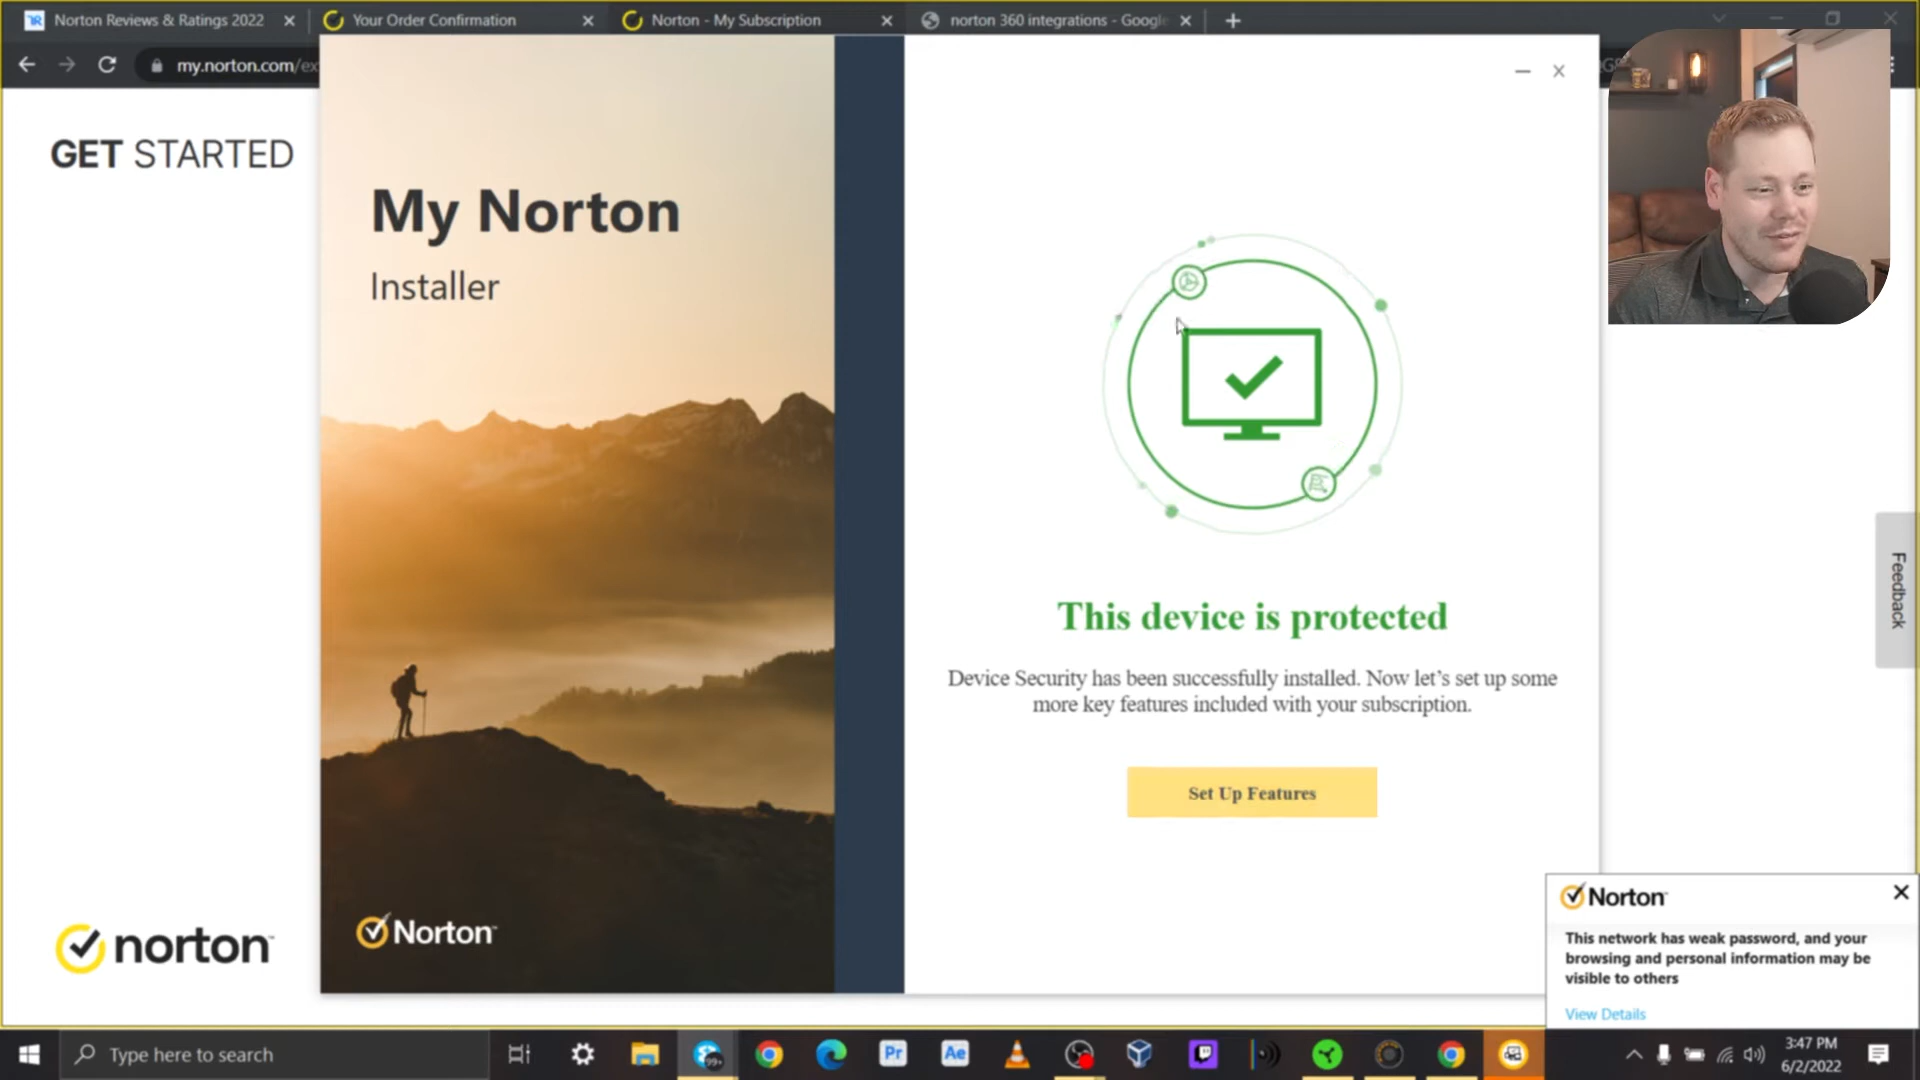 Norton Reviews & Ratings 2022
Your Order Confirmation
Norton - My Subscription
norton 360 integrations - Google
my.norton.com/ex
GET STARTED
My Norton
Installer
This device is protected
Device Security has been successfully installed. Now let's set up some
more key features included with your subscription.
Set Up Features
Feedback
norton
Norton
Norton
This network has weak password, and your
browsing and personal information may be
visible to others
View Details
Type here to search
99+
Pr
Ae
3:47 PM
6/2/2022